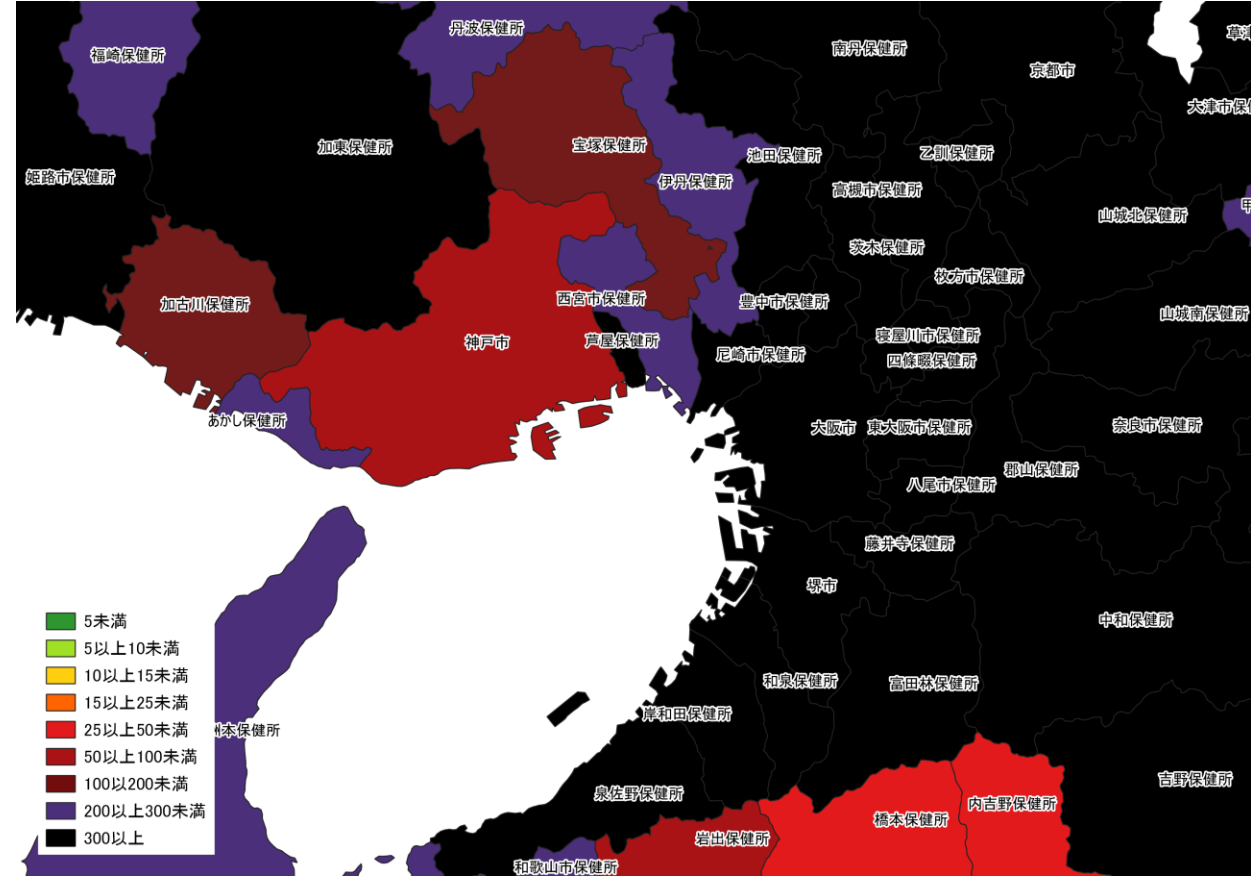 丹波保健所
草津
福崎保健所
南丹保健所
京都市
大津市保健
加東保健所
宝塚保健所
池田保健所
乙訓保健所
姫路市保健所
伊丹保健所
高槻市保健所
甲
山城北保健所
茨木保健所
枚方市保健所
加古川保健所
西宮市保健所
豊中市保健所
山城南保健所
神戸市
芦屋保健所
寝屋川市保健所
尼崎市保健所
四條畷保健所
あかし保健所
大阪市
東大阪市保健所
奈良市保健所
郡山保健所
八尾市保健所
藤井寺保健所
堺市
中和保健所
和泉保健所
富田林保健所
岸和田保健所
洲本保健所
吉野保健所
泉佐野保健所
内吉野保健所
橋本保健所
岩出保健所
和歌山市保健所
5未満
5以上10未満
10以上15未満
15以上25未満
25以上50未満
50以上100未満
100以200未満
200以上300未満
300以上